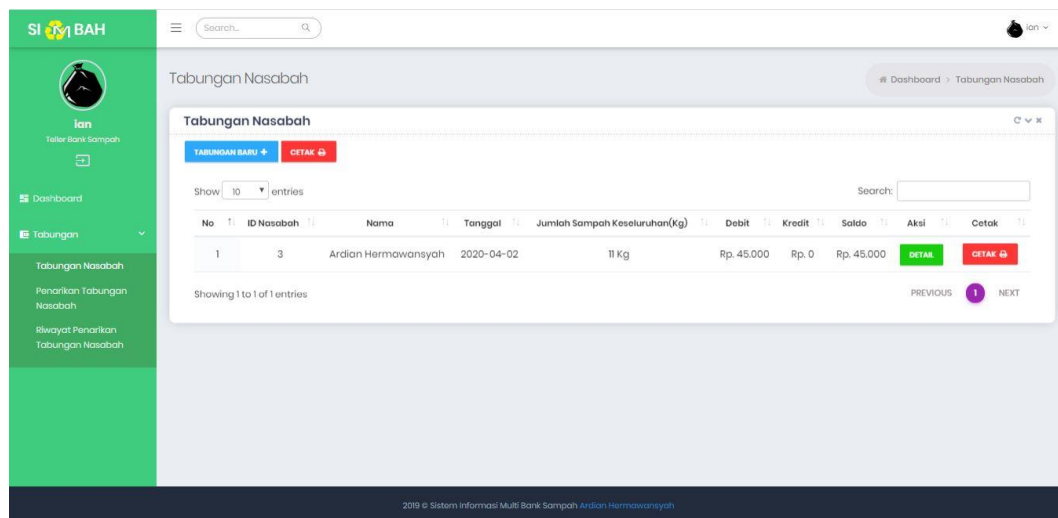 SI M BAH
Search...
ian
ian
Teller Bank Sampah
Dashboard
Tabungan
Tabungan Nasabah
Penarikan Tabungan
Nasabah
Riwayat Penarikan
Tabungan Nasabah
Tabungan Nasabah
Dashboard > Tabungan Nasabah
Tabungan Nasabah
TABUNGAN BARU + CETAK
Show 10 entries
Search:
No ID Nasabah Nama Tanggal Jumlah Sampah Keseluruhan(Kg) Debit Kredit Saldo Aksi Cetak
1 3 Ardian Hermawansyah 2020-04-02 11 Kg Rp. 45.000 Rp. 0 Rp. 45.000 DETAIL CETAK
Showing 1 to 1 of 1 entries
PREVIOUS 1 NEXT
2019 © Sistem Informasi Multi Bank Sampah Ardian Hermawansyah